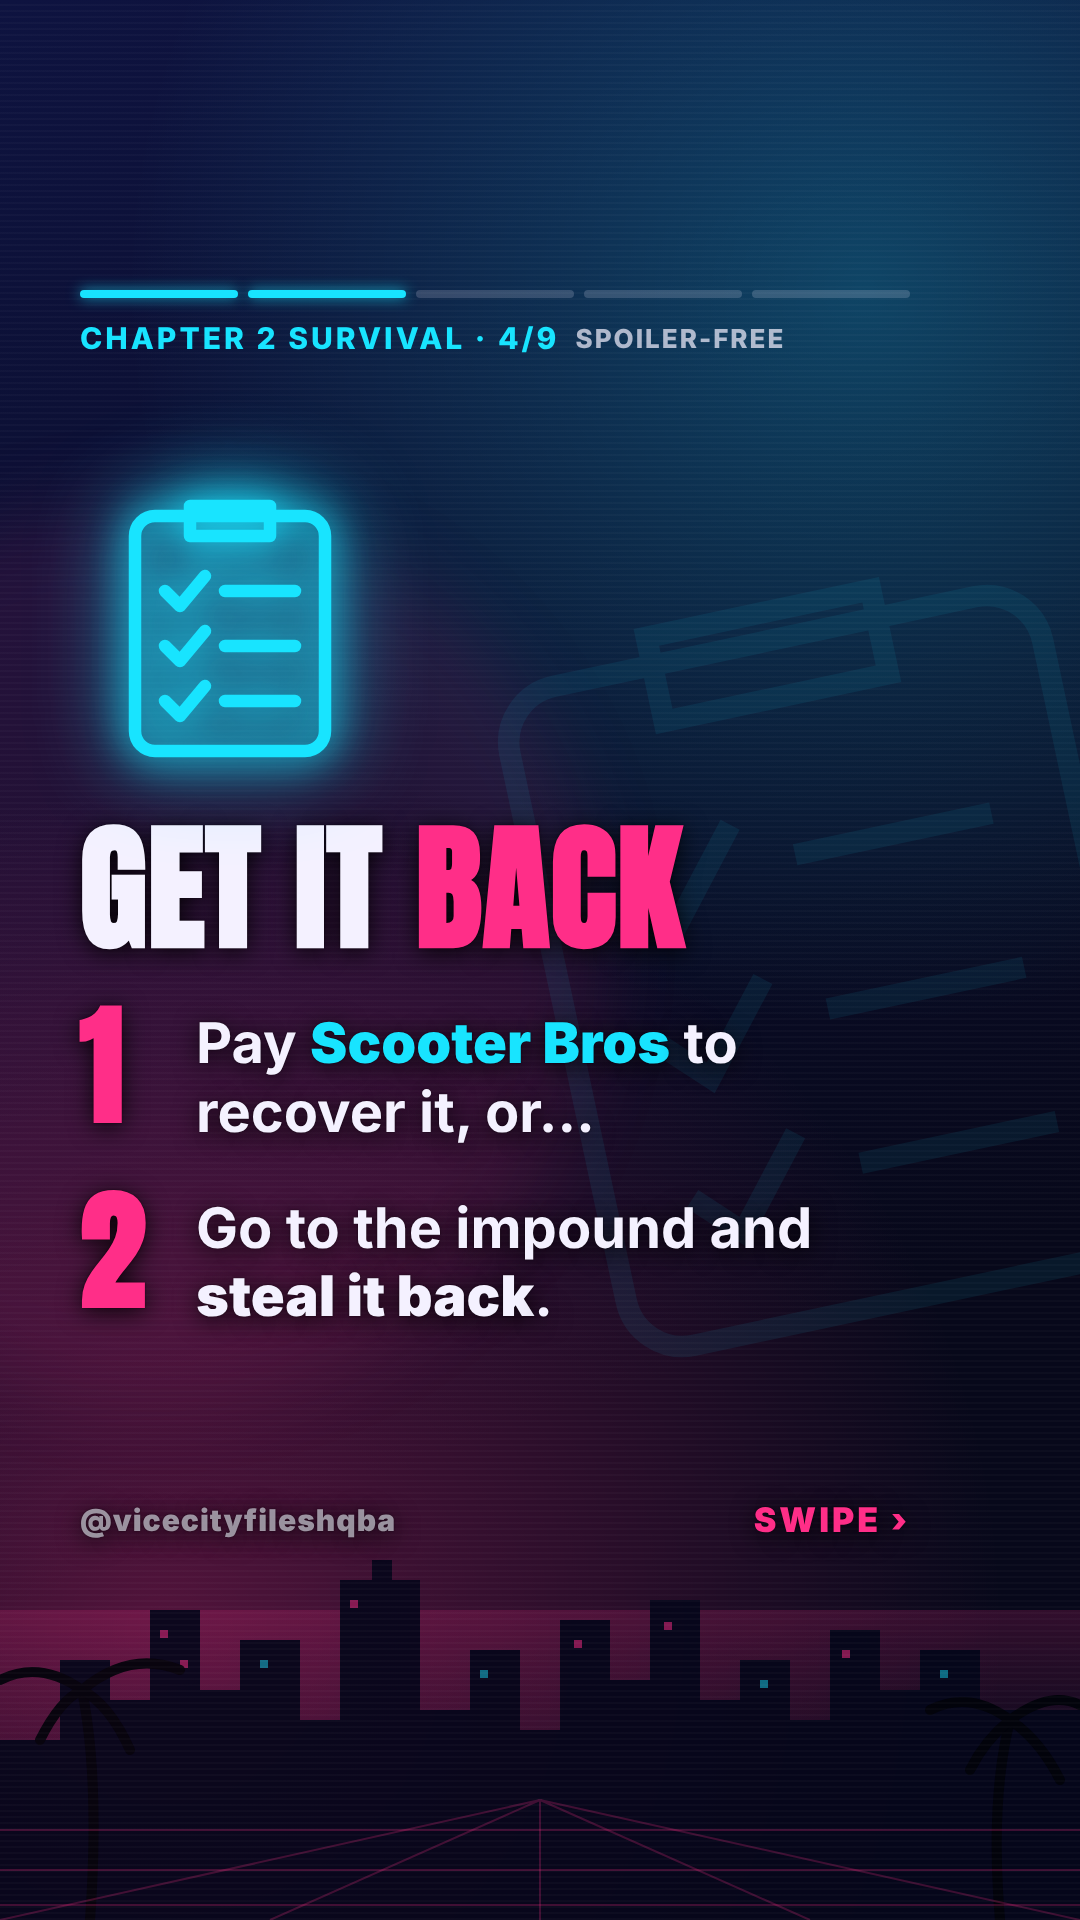 CHAPTER 2 SURVIVAL · 4/9 SPOILER-FREE
GET IT BACK
1 Pay Scooter Bros to
recover it, or...
2 Go to the impound and
steal it back.
@vicecityfileshqba
SWIPE ›